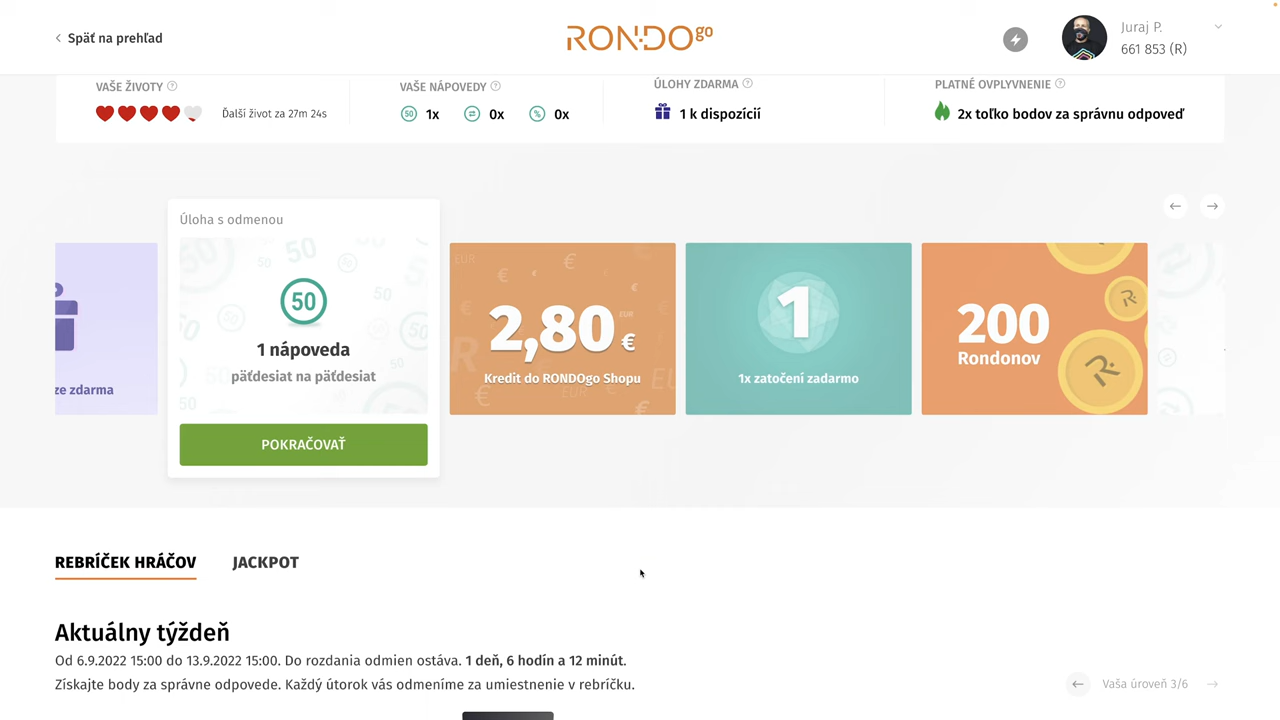 Späť na prehľad
RONDOgo
Juraj P.
661 853 (R)
VAŠE ŽIVOTY ?
Ďalší život za 27m 24s
VAŠE NÁPOVEDY ?
50 1x 0x % 0x
ÚLOHY ZDARMA ?
1 k dispozícií
PLATNÉ OVPLYVNENIE ?
2x toľko bodov za správnu odpoveď
ze zdarma
Úloha s odmenou
50
1 nápoveda
päťdesiat na päťdesiat
POKRAČOVAŤ
2,80 €
Kredit do RONDOgo Shopu
1
1x zatočení zadarmo
200
Rondonov
REBRÍČEK HRÁČOV
JACKPOT
Aktuálny týždeň
Od 6.9.2022 15:00 do 13.9.2022 15:00. Do rozdania odmien ostáva. 1 deň, 6 hodín a 12 minút.
Získajte body za správne odpovede. Každý útorok vás odmeníme za umiestnenie v rebríčku.
Vaša úroveň 3/6